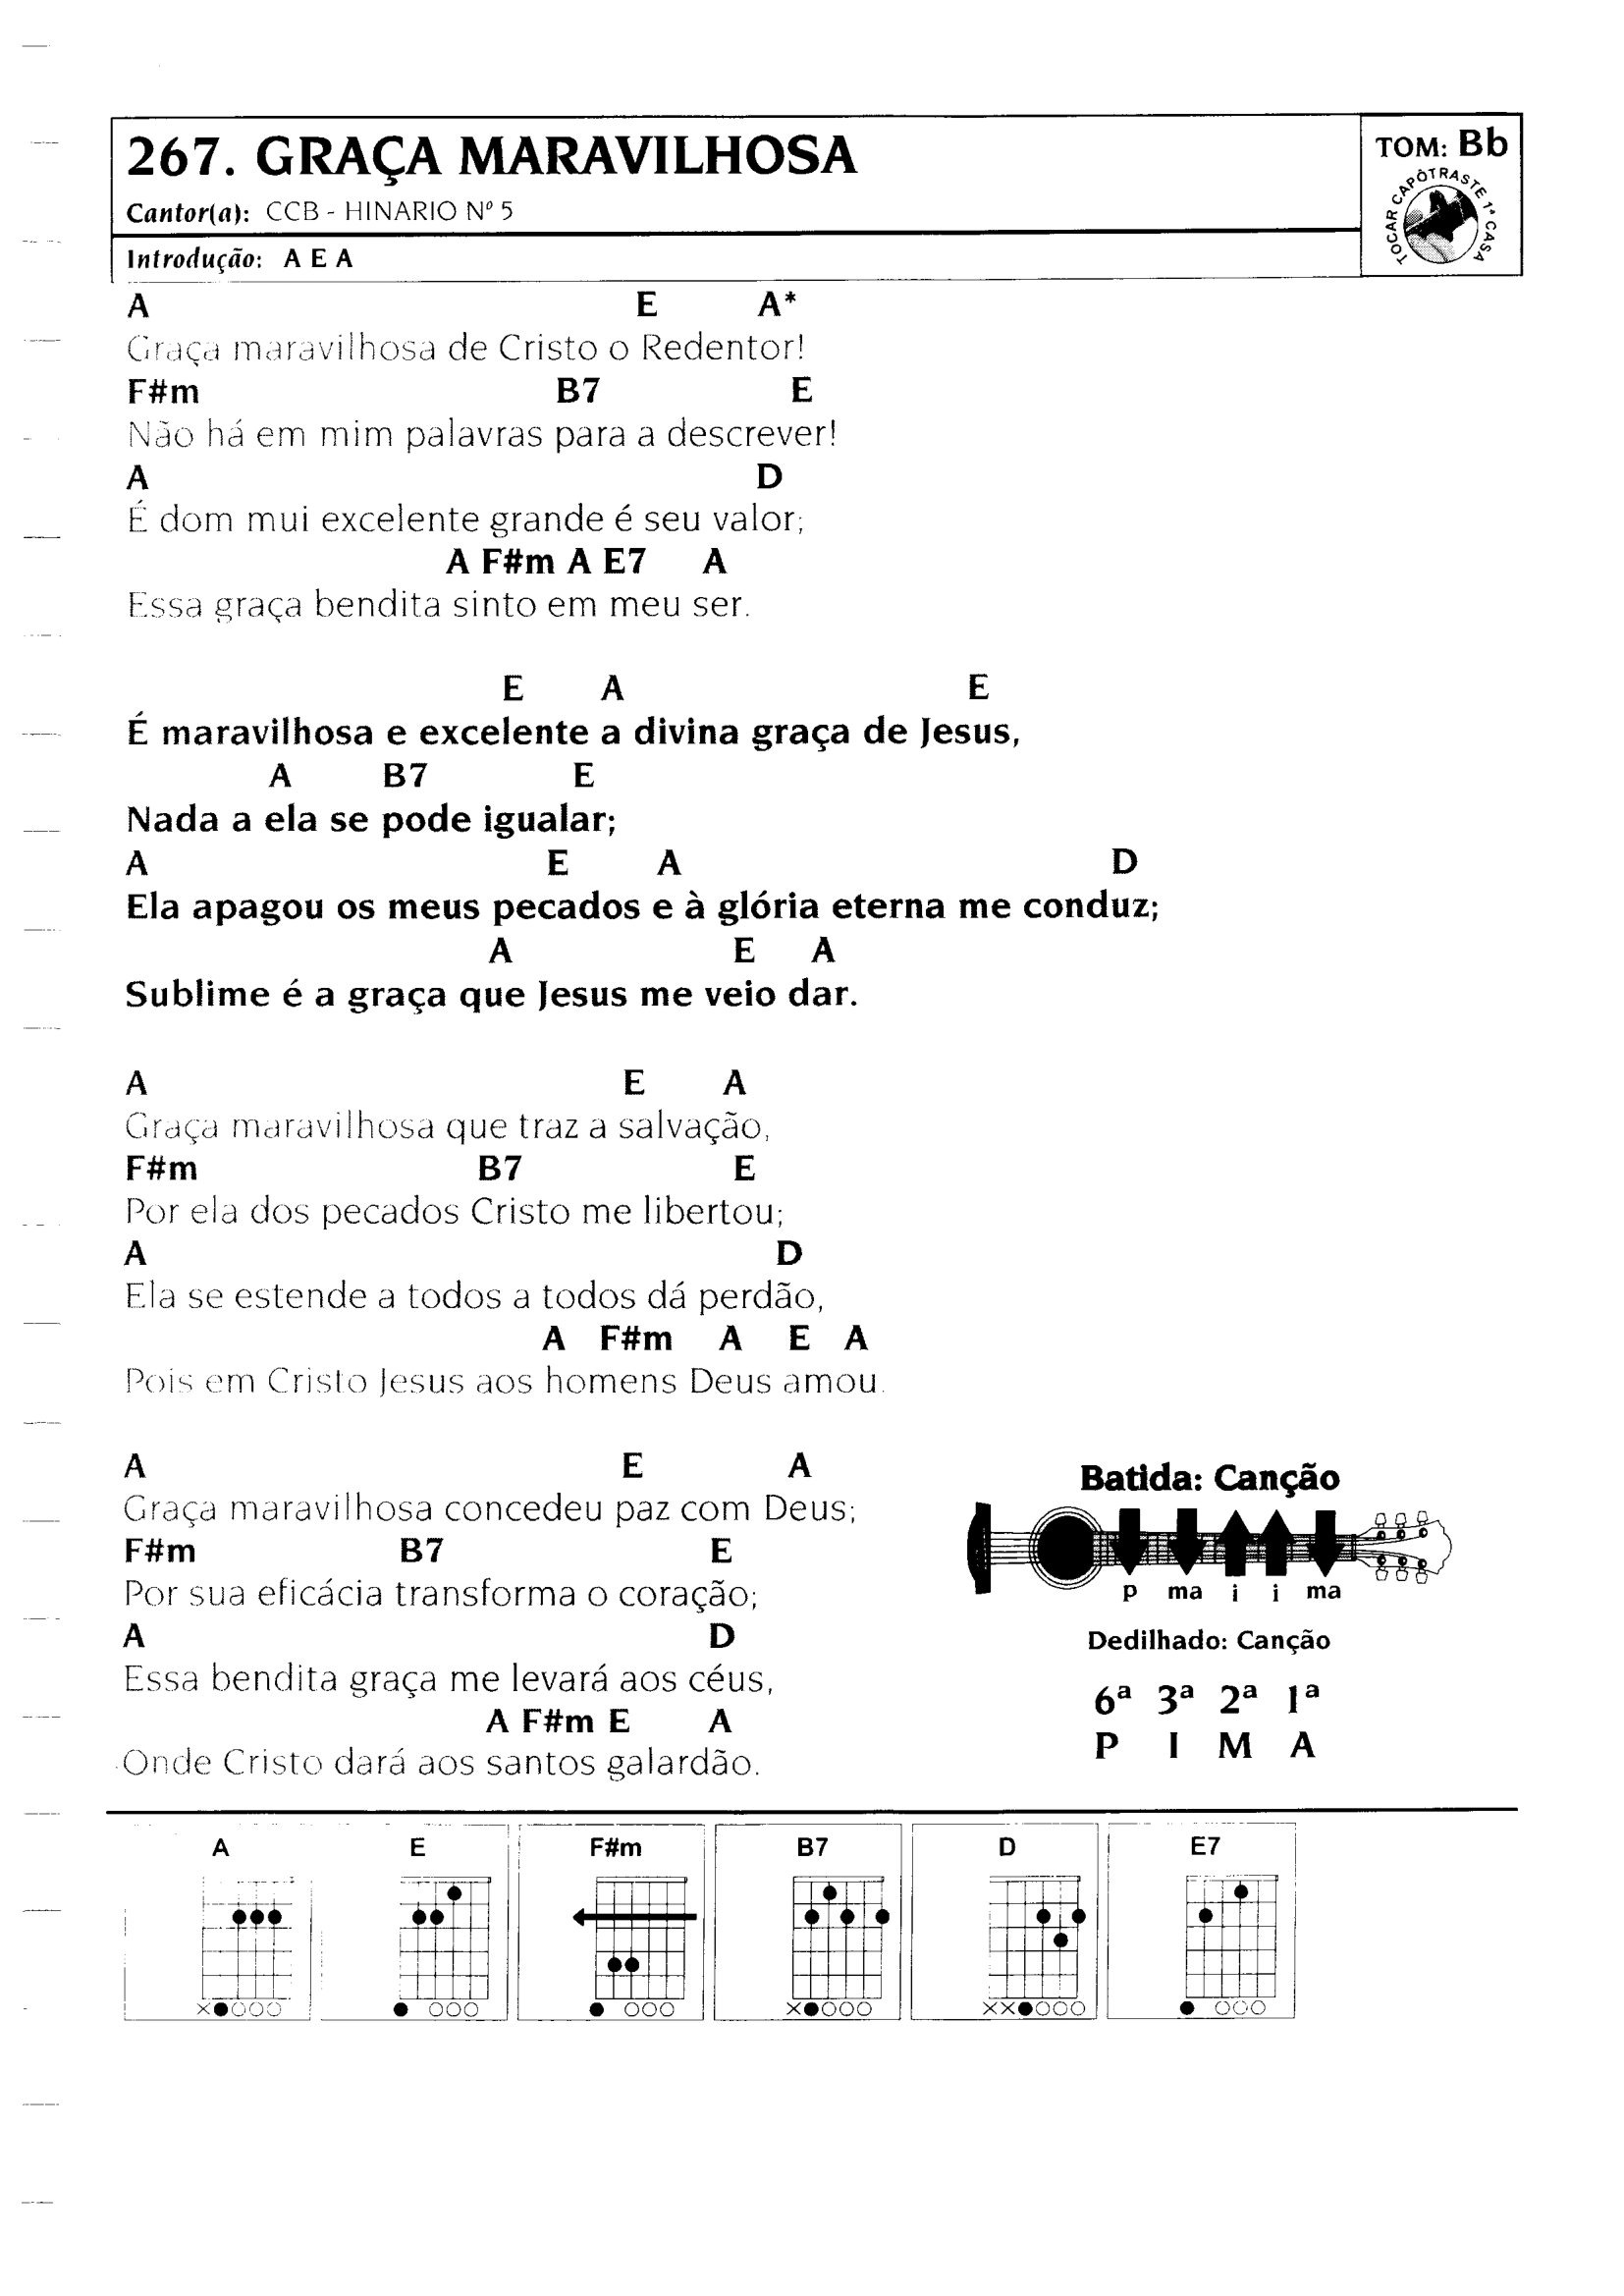 267. GRAÇA MARAVILHOSA
TOM: Bb
TOCAR CAPÔTRASTE 1ª CASA
Cantor(a): CCB - HINARIO Nº 5
Introdução: A E A
A E A*
Graça maravilhosa de Cristo o Redentor!
F#m B7 E
Não há em mim palavras para a descrever!
A D
É dom mui excelente grande é seu valor;
A F#m A E7 A
Essa graça bendita sinto em meu ser.
E A E
É maravilhosa e excelente a divina graça de Jesus,
A B7 E
Nada a ela se pode igualar;
A E A D
Ela apagou os meus pecados e à glória eterna me conduz;
A E A
Sublime é a graça que Jesus me veio dar.
A E A
Graça maravilhosa que traz a salvação,
F#m B7 E
Por ela dos pecados Cristo me libertou;
A D
Ela se estende a todos a todos dá perdão,
A F#m A E A
Pois em Cristo Jesus aos homens Deus amou.
A E A
Graça maravilhosa concedeu paz com Deus;
F#m B7 E
Por sua eficácia transforma o coração;
A D
Essa bendita graça me levará aos céus,
A F#m E A
Onde Cristo dará aos santos galardão.
Batida: Canção
p ma i i ma
Dedilhado: Canção
6ª 3ª 2ª 1ª
P I M A
A E F#m B7 D E7